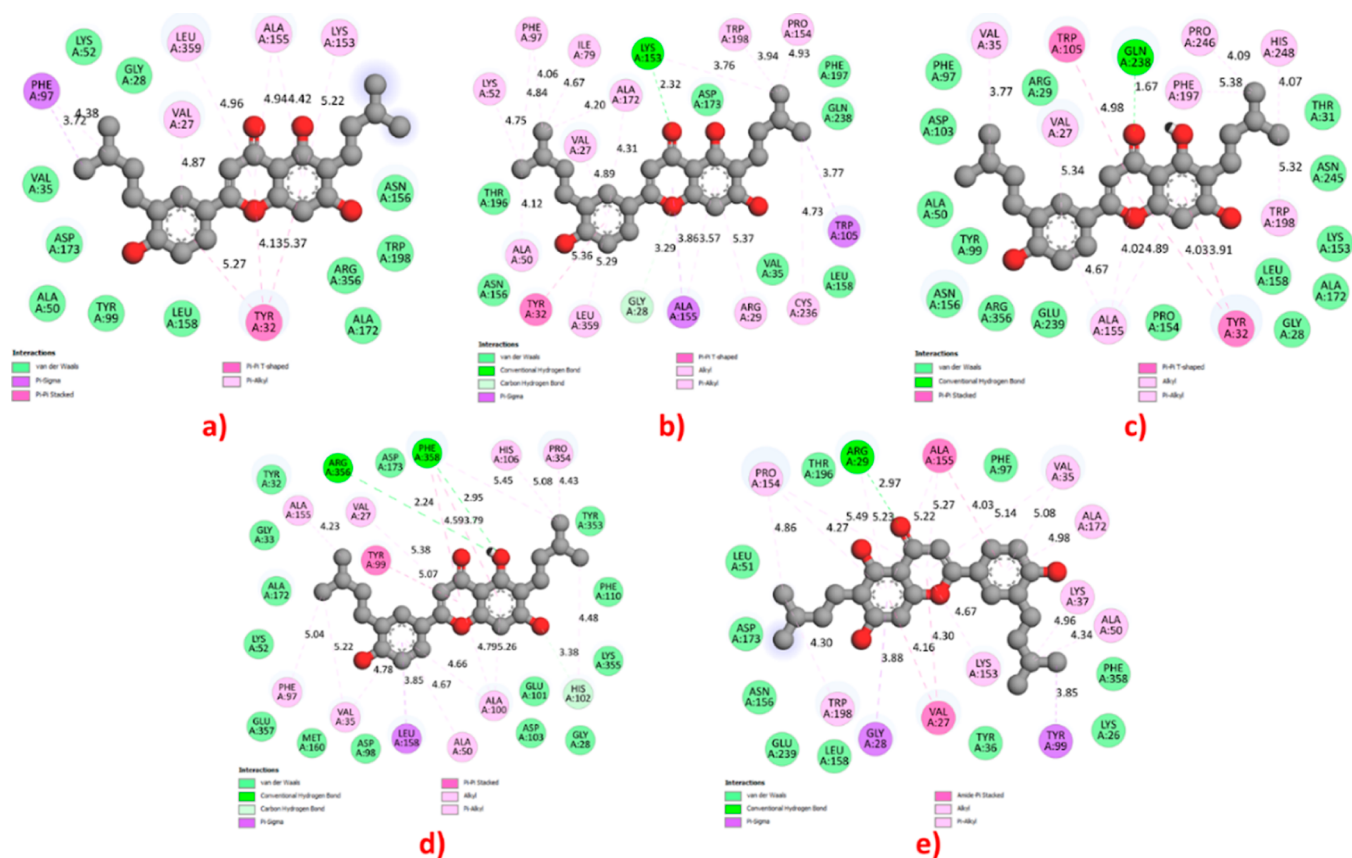 LYS A:52
GLY A:28
PHE A:97
LEU A:359
ALA A:155
LYS A:153
VAL A:27
4.38
3.72
4.96
4.94
4.42
5.22
4.87
VAL A:35
ASP A:173
ALA A:50
TYR A:99
LEU A:158
TYR A:32
ASN A:156
TRP A:198
ARG A:356
ALA A:172
4.13
5.37
5.27
Interactions
van der Waals
Pi-Sigma
Pi-Pi Stacked
Pi-Pi T-shaped
Pi-Alkyl
a)
PHE A:97
ILE A:79
LYS A:153
TRP A:198
PRO A:154
LYS A:52
ALA A:172
ASP A:173
PHE A:197
GLN A:238
VAL A:27
THR A:196
ALA A:50
ASN A:156
TYR A:32
LEU A:359
GLY A:28
ALA A:155
ARG A:29
CYS A:236
VAL A:35
LEU A:158
TRP A:105
4.06
4.67
4.84
4.75
4.20
2.32
3.76
3.94
4.93
4.31
4.89
4.12
3.77
4.73
3.29
3.86
3.57
5.37
5.36
5.29
Interactions
van der Waals
Conventional Hydrogen Bond
Carbon Hydrogen Bond
Pi-Sigma
Pi-Pi T-shaped
Alkyl
Pi-Alkyl
b)
VAL A:35
TRP A:105
GLN A:238
PRO A:246
HIS A:248
PHE A:97
ARG A:29
PHE A:197
THR A:31
ASP A:103
VAL A:27
ASN A:245
ALA A:50
TYR A:99
TRP A:198
LYS A:153
LEU A:158
ALA A:172
ASN A:156
ARG A:356
GLU A:239
ALA A:155
PRO A:154
TYR A:32
GLY A:28
3.77
4.98
1.67
4.09
5.38
4.07
5.34
5.32
4.02
4.89
4.03
3.91
4.67
Interactions
van der Waals
Conventional Hydrogen Bond
Pi-Pi Stacked
Pi-Pi T-shaped
Alkyl
Pi-Alkyl
c)
ARG A:356
ASP A:173
PHE A:358
HIS A:106
PRO A:354
TYR A:32
ALA A:155
VAL A:27
TYR A:353
GLY A:33
TYR A:99
ALA A:172
PHE A:110
LYS A:52
LYS A:355
PHE A:97
GLU A:101
HIS A:102
GLU A:357
VAL A:35
ALA A:100
MET A:160
ASP A:98
LEU A:158
ALA A:50
ASP A:103
GLY A:28
2.24
2.95
4.59
3.79
5.45
5.08
4.43
4.23
5.38
5.07
4.48
3.38
5.04
5.22
4.78
3.85
4.66
4.67
4.79
5.26
Interactions
van der Waals
Conventional Hydrogen Bond
Carbon Hydrogen Bond
Pi-Sigma
Pi-Pi Stacked
Alkyl
Pi-Alkyl
d)
PRO A:154
THR A:196
ARG A:29
ALA A:155
PHE A:97
VAL A:35
ALA A:172
LEU A:51
LYS A:37
ALA A:50
ASP A:173
LYS A:153
PHE A:358
ASN A:156
TRP A:198
GLU A:239
LEU A:158
GLY A:28
VAL A:27
TYR A:36
TYR A:99
LYS A:26
2.97
4.86
4.27
5.49
5.23
5.22
5.27
4.03
5.14
5.08
4.98
4.67
4.96
4.34
4.30
4.30
3.88
4.16
3.85
Interactions
van der Waals
Conventional Hydrogen Bond
Pi-Sigma
Amide-Pi Stacked
Alkyl
Pi-Alkyl
e)